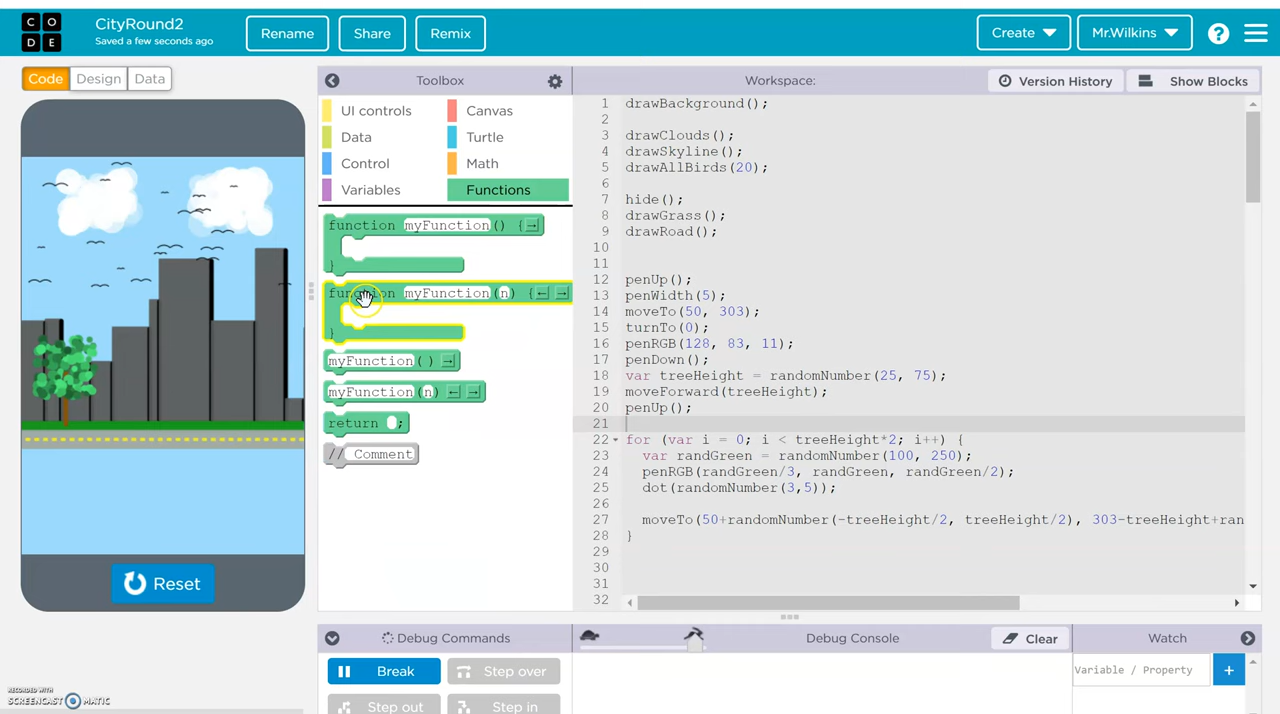 C O
D E
CityRound2
Saved a few seconds ago
Rename
Share
Remix
Create
Mr.Wilkins
?
Code
Design
Data
Toolbox
Workspace:
Version History
Show Blocks
UI controls
Canvas
Data
Turtle
Control
Math
Variables
Functions
function myFunction() {
}
function myFunction(n) {
}
myFunction()
myFunction(n)
return ;
// Comment
1 drawBackground();
2
3 drawClouds();
4 drawSkyline();
5 drawAllBirds(20);
6
7 hide();
8 drawGrass();
9 drawRoad();
10
11
12 penUp();
13 penWidth(5);
14 moveTo(50, 303);
15 turnTo(0);
16 penRGB(128, 83, 11);
17 penDown();
18 var treeHeight = randomNumber(25, 75);
19 moveForward(treeHeight);
20 penUp();
21
22 for (var i = 0; i < treeHeight*2; i++) {
23 var randGreen = randomNumber(100, 250);
24 penRGB(randGreen/3, randGreen, randGreen/2);
25 dot(randomNumber(3,5));
26
27 moveTo(50+randomNumber(-treeHeight/2, treeHeight/2), 303-treeHeight+ran
28 }
29
30
31
32
Reset
Debug Commands
Debug Console
Clear
Watch
Break
Step over
Step out
Step in
Variable / Property
+
RECORDED WITH
SCREENCAST MATIC